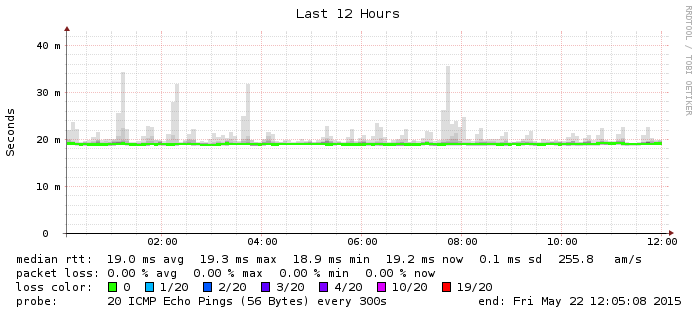 Last 12 Hours
RRDTOOL / TOBI OETIKER
Seconds
40 m
30 m
20 m
10 m
0
02:00 04:00 06:00 08:00 10:00 12:00
median rtt: 19.0 ms avg 19.3 ms max 18.9 ms min 19.2 ms now 0.1 ms sd 255.8 am/s
packet loss: 0.00 % avg 0.00 % max 0.00 % min 0.00 % now
loss color: 0 1/20 2/20 3/20 4/20 10/20 19/20
probe: 20 ICMP Echo Pings (56 Bytes) every 300s end: Fri May 22 12:05:08 2015